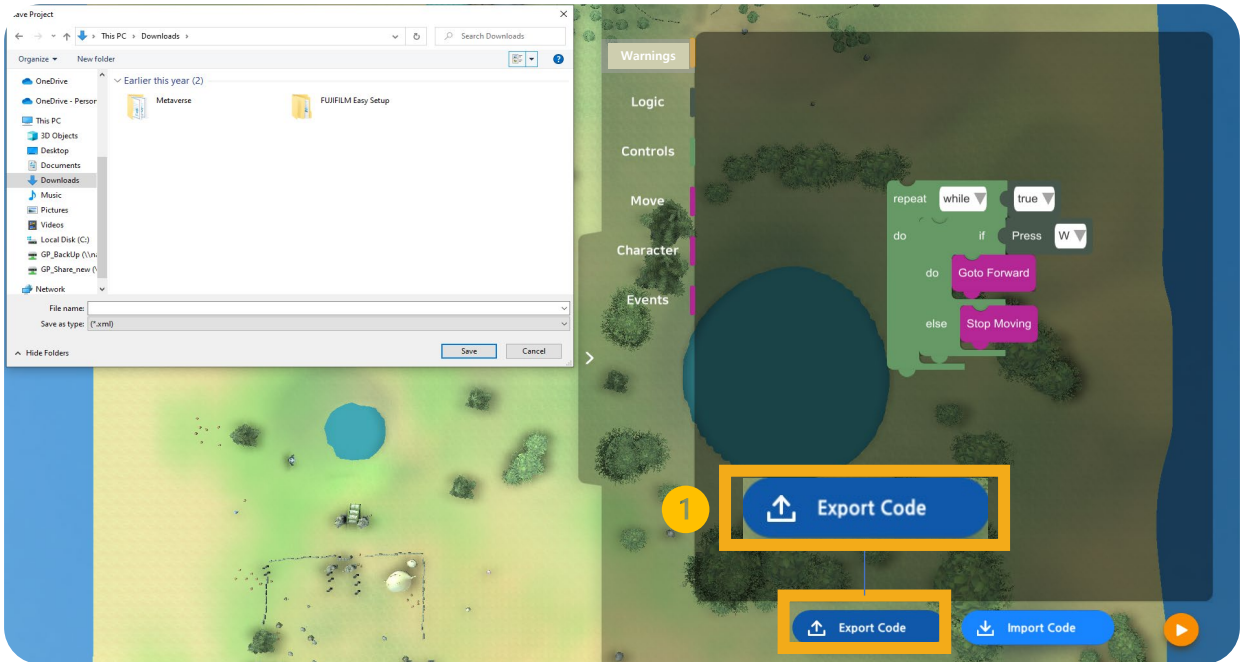 .ave Project
This PC › Downloads ›
Search Downloads
Organize
New folder
OneDrive
OneDrive - Person
This PC
3D Objects
Desktop
Documents
Downloads
Music
Pictures
Videos
Local Disk (C:)
GP_BackUp (\\na
GP_Share_new (\
Network
Earlier this year (2)
Metaverse
FUJIFILM Easy Setup
File name:
Save as type: (*.xml)
Hide Folders
Save
Cancel
Warnings
Logic
Controls
Move
Character
Events
repeat while true
do if Press W
do Goto Forward
else Stop Moving
1
Export Code
Export Code
Import Code